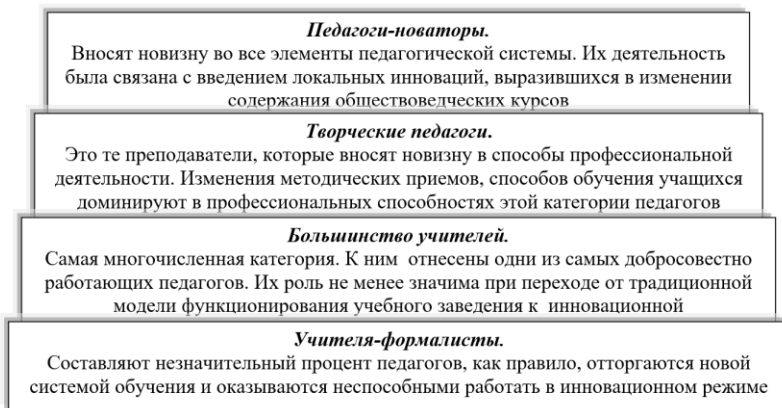 Педагоги-новаторы.
Вносят новизну во все элементы педагогической системы. Их деятельность
была связана с введением локальных инноваций, выразившихся в изменении
содержания обществоведческих курсов
Творческие педагоги.
Это те преподаватели, которые вносят новизну в способы профессиональной
деятельности. Изменения методических приемов, способов обучения учащихся
доминируют в профессиональных способностях этой категории педагогов
Большинство учителей.
Самая многочисленная категория. К ним отнесены одни из самых добросовестно
работающих педагогов. Их роль не менее значима при переходе от традиционной
модели функционирования учебного заведения к инновационной
Учителя-формалисты.
Составляют незначительный процент педагогов, как правило, отторгаются новой
системой обучения и оказываются неспособными работать в инновационном режиме